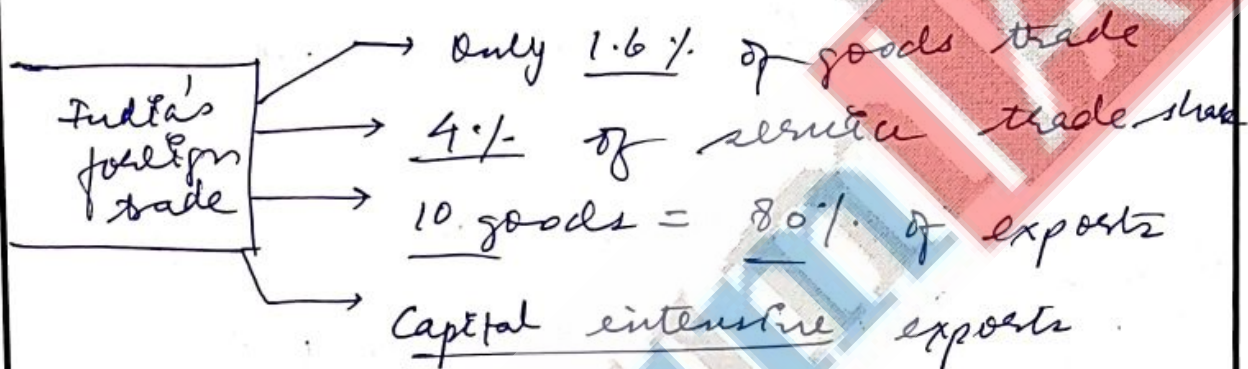 Only 1.6% of goods trade
India's foreign trade
4% of service trade share
10 goods = 80% of exports
Capital intensive exports